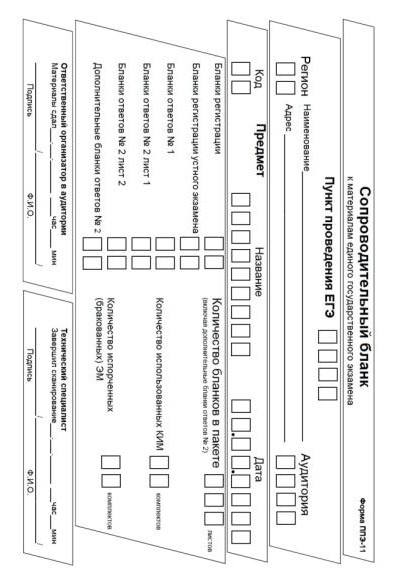 Форма ППЭ-11
Сопроводительный бланк
к материалам единого государственного экзамена
Пункт проведения ЕГЭ
Регион
Наименование
Адрес
Аудитория
Предмет
Код
Название
Дата
Бланки регистрации
Бланки регистрации устного экзамена
Бланки ответов № 1
Бланки ответов № 2 лист 1
Бланки ответов № 2 лист 2
Дополнительные бланки ответов № 2
Количество бланков в пакете
(включая дополнительные бланки ответов № 2)
листов
Количество использованных КИМ
комплектов
Количество испорченных
(бракованных) ЭМ
комплектов
Ответственный организатор в аудитории
Материалы сдал час мин
/
Подпись Ф.И.О.
Технический специалист
Завершил сканирование час мин
/
Подпись Ф.И.О.